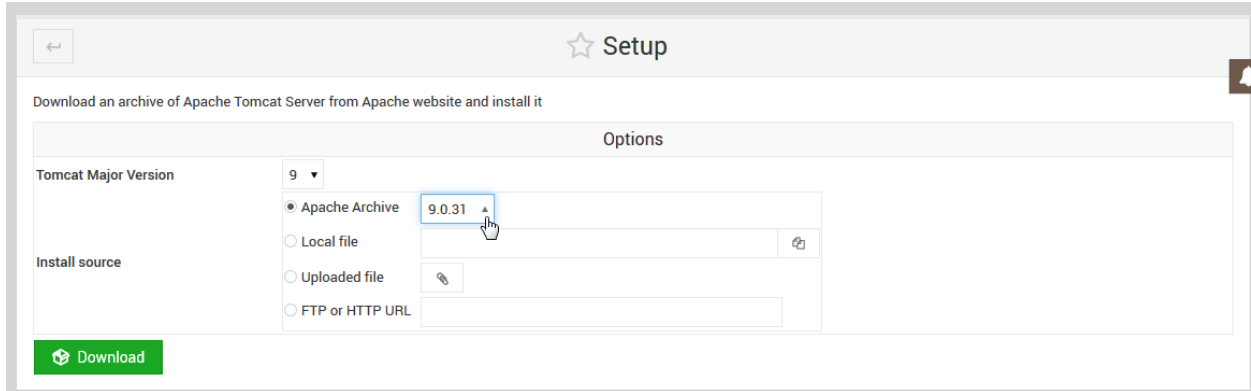 Setup
Download an archive of Apache Tomcat Server from Apache website and install it
Options
Tomcat Major Version 9
Install source
Apache Archive 9.0.31
Local file
Uploaded file
FTP or HTTP URL
Download